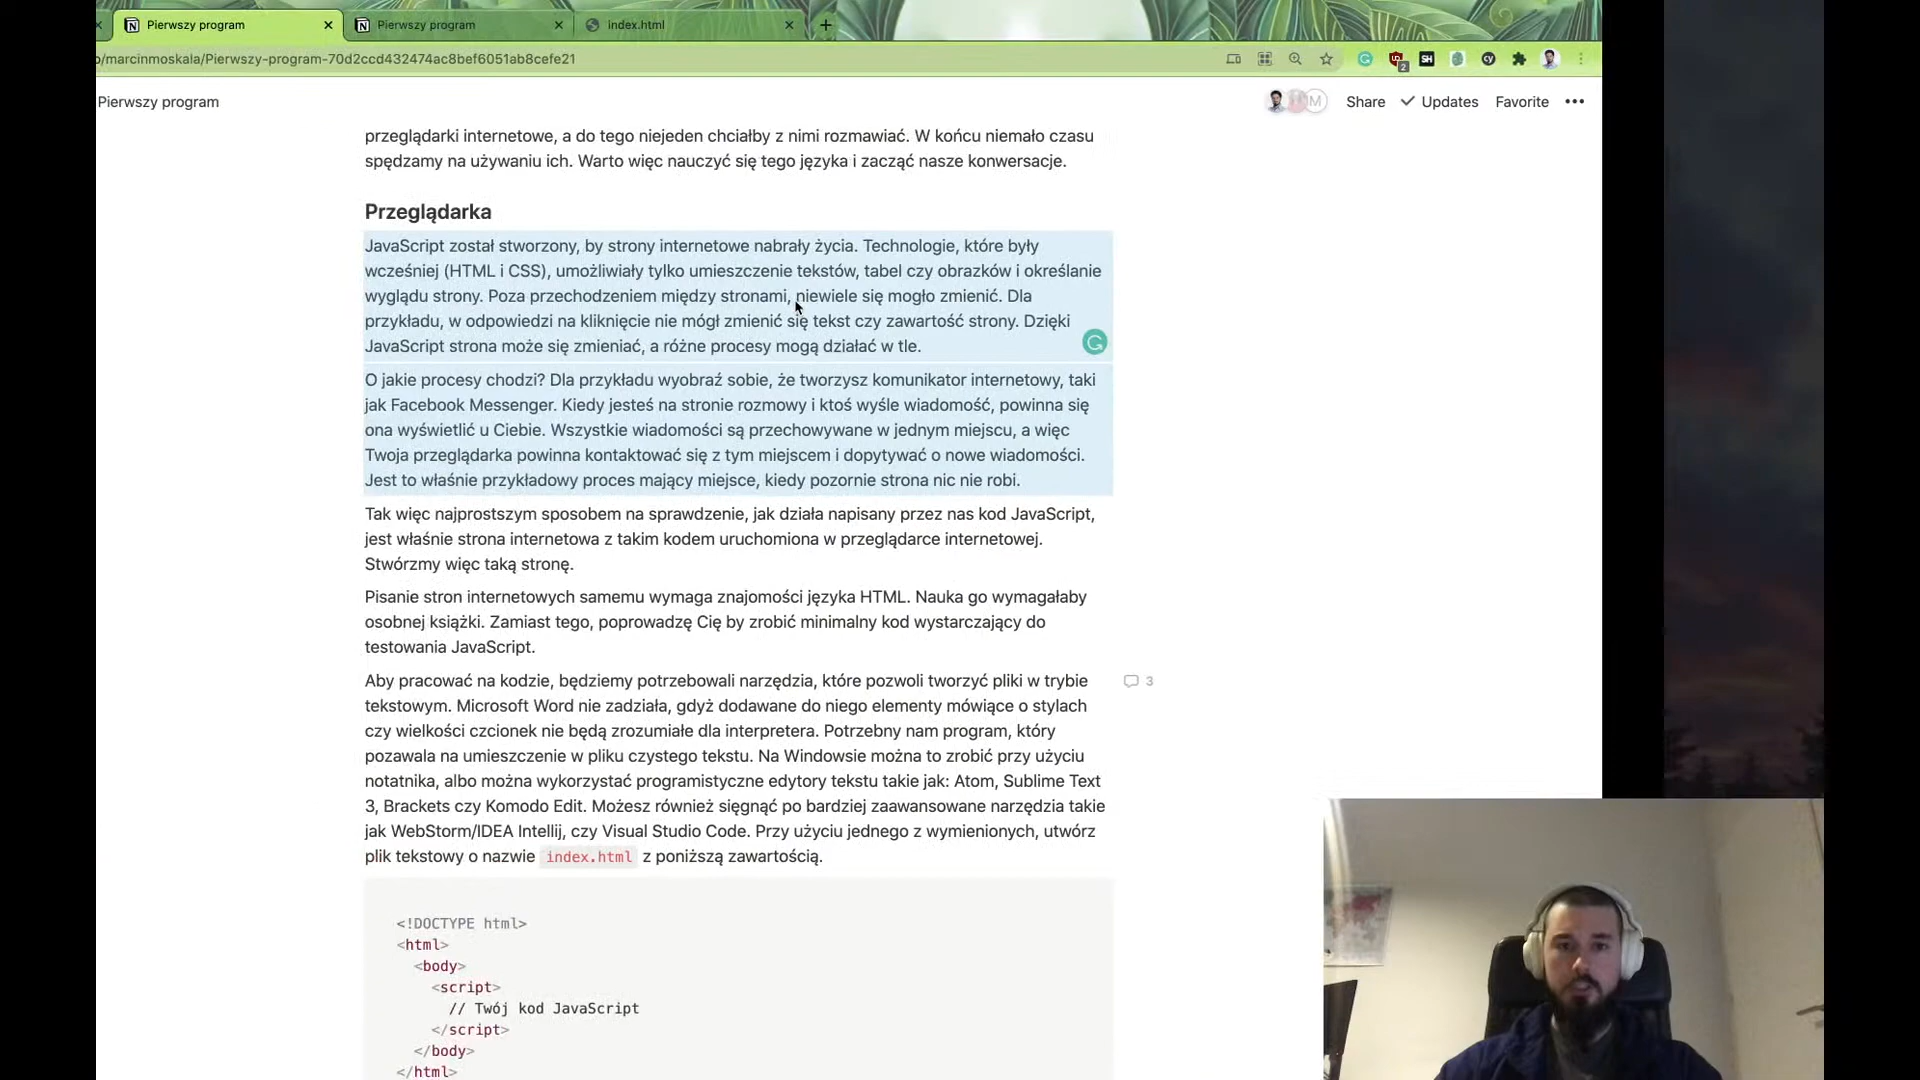 Pierwszy program
Pierwszy program
index.html
/marcinmoskala/Pierwszy-program-70d2ccd432474ac8bef6051ab8cefe21
2
SH
cy
Pierwszy program
M
Share
Updates
Favorite
przeglądarki internetowe, a do tego niejeden chciałby z nimi rozmawiać. W końcu niemało czasu
spędzamy na używaniu ich. Warto więc nauczyć się tego języka i zacząć nasze konwersacje.
Przeglądarka
JavaScript został stworzony, by strony internetowe nabrały życia. Technologie, które były
wcześniej (HTML i CSS), umożliwiały tylko umieszczenie tekstów, tabel czy obrazków i określanie
wyglądu strony. Poza przechodzeniem między stronami, niewiele się mogło zmienić. Dla
przykładu, w odpowiedzi na kliknięcie nie mógł zmienić się tekst czy zawartość strony. Dzięki
JavaScript strona może się zmieniać, a różne procesy mogą działać w tle.
O jakie procesy chodzi? Dla przykładu wyobraź sobie, że tworzysz komunikator internetowy, taki
jak Facebook Messenger. Kiedy jesteś na stronie rozmowy i ktoś wyśle wiadomość, powinna się
ona wyświetlić u Ciebie. Wszystkie wiadomości są przechowywane w jednym miejscu, a więc
Twoja przeglądarka powinna kontaktować się z tym miejscem i dopytywać o nowe wiadomości.
Jest to właśnie przykładowy proces mający miejsce, kiedy pozornie strona nic nie robi.
Tak więc najprostszym sposobem na sprawdzenie, jak działa napisany przez nas kod JavaScript,
jest właśnie strona internetowa z takim kodem uruchomiona w przeglądarce internetowej.
Stwórzmy więc taką stronę.
Pisanie stron internetowych samemu wymaga znajomości języka HTML. Nauka go wymagałaby
osobnej książki. Zamiast tego, poprowadzę Cię by zrobić minimalny kod wystarczający do
testowania JavaScript.
Aby pracować na kodzie, będziemy potrzebowali narzędzia, które pozwoli tworzyć pliki w trybie
3
tekstowym. Microsoft Word nie zadziała, gdyż dodawane do niego elementy mówiące o stylach
czy wielkości czcionek nie będą zrozumiałe dla interpretera. Potrzebny nam program, który
pozawala na umieszczenie w pliku czystego tekstu. Na Windowsie można to zrobić przy użyciu
notatnika, albo można wykorzystać programistyczne edytory tekstu takie jak: Atom, Sublime Text
3, Brackets czy Komodo Edit. Możesz również sięgnąć po bardziej zaawansowane narzędzia takie
jak WebStorm/IDEA Intellij, czy Visual Studio Code. Przy użyciu jednego z wymienionych, utwórz
plik tekstowy o nazwie index.html z poniższą zawartością.
<!DOCTYPE html>
<html>
<body>
<script>
// Twój kod JavaScript
</script>
</body>
</html>